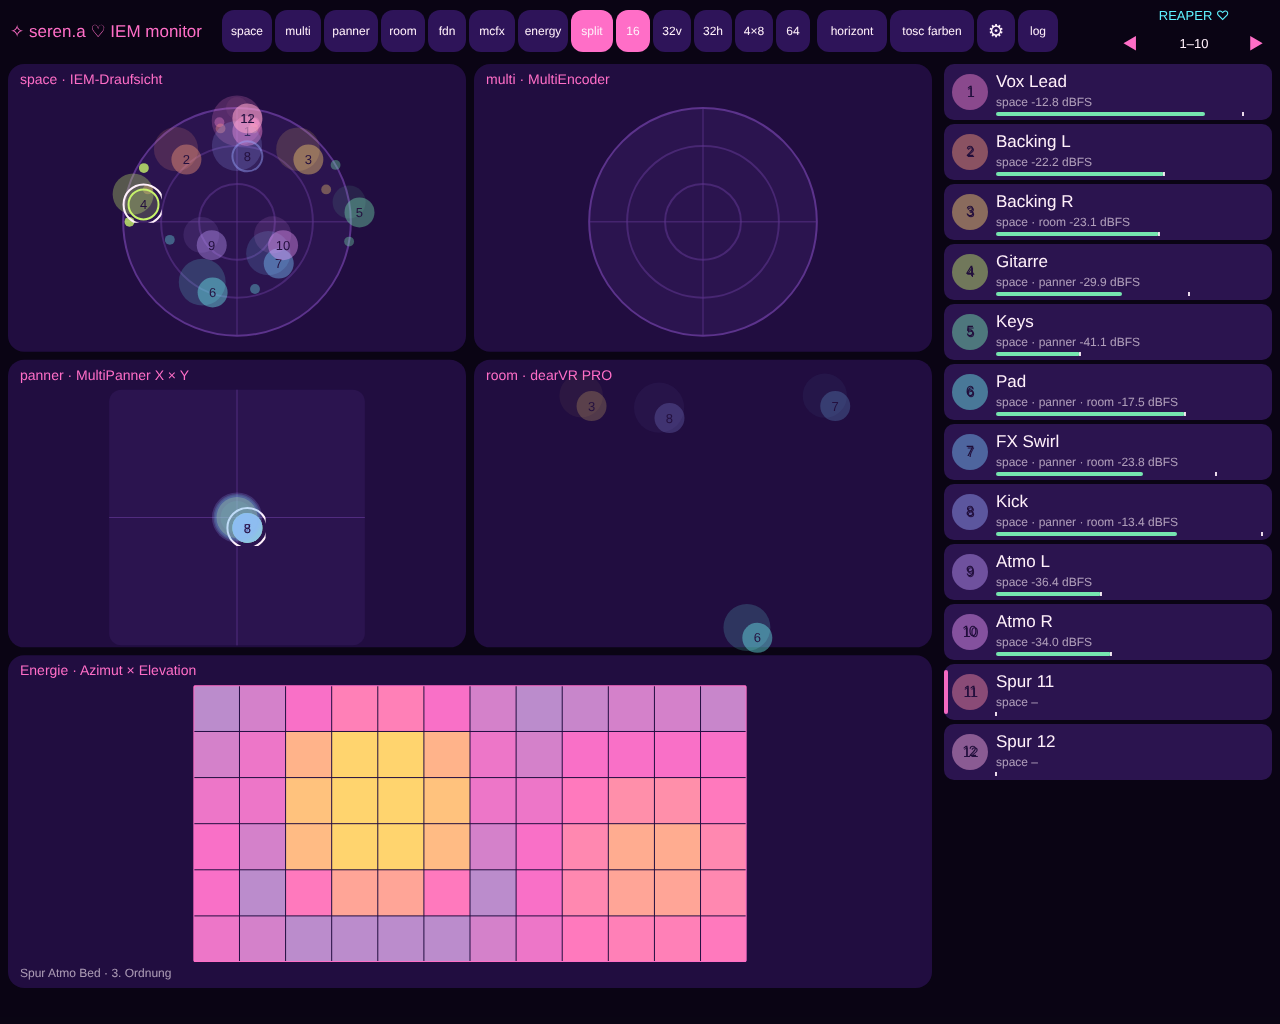 ✧ seren.a ♡ IEM monitor
space multi panner room fdn mcfx energy split 16 32v 32h 4×8 64 horizont tosc farben ⚙ log
REAPER ♡
◀ 1–10 ▶
space · IEM-Draufsicht
12
1
2
8
3
4
5
9
10
7
6
multi · MultiEncoder
panner · MultiPanner X × Y
8
room · dearVR PRO
3
8
7
6
Energie · Azimut × Elevation
Spur Atmo Bed · 3. Ordnung
1
Vox Lead
space -12.8 dBFS
2
Backing L
space -22.2 dBFS
3
Backing R
space · room -23.1 dBFS
4
Gitarre
space · panner -29.9 dBFS
5
Keys
space · panner -41.1 dBFS
6
Pad
space · panner · room -17.5 dBFS
7
FX Swirl
space · panner · room -23.8 dBFS
8
Kick
space · panner · room -13.4 dBFS
9
Atmo L
space -36.4 dBFS
10
Atmo R
space -34.0 dBFS
11
Spur 11
space –
12
Spur 12
space –